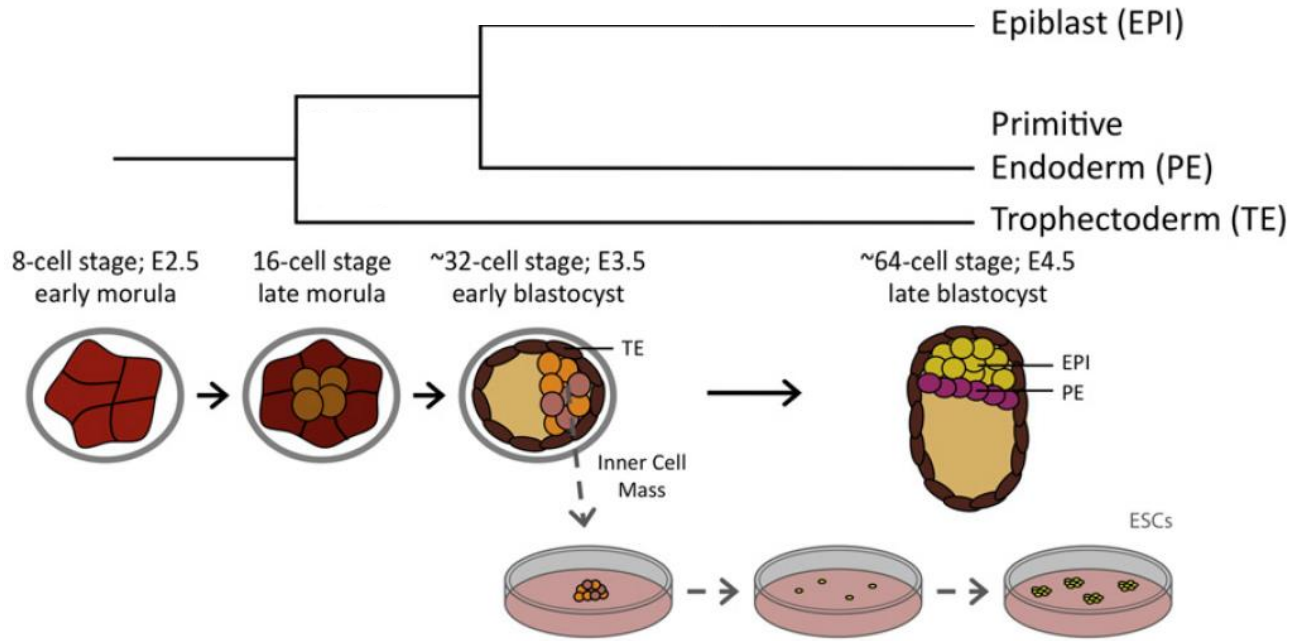 Epiblast (EPI)
Primitive
Endoderm (PE)
Trophectoderm (TE)
8-cell stage; E2.5
early morula
16-cell stage
late morula
~32-cell stage; E3.5
early blastocyst
~64-cell stage; E4.5
late blastocyst
TE
EPI
PE
Inner Cell
Mass
ESCs